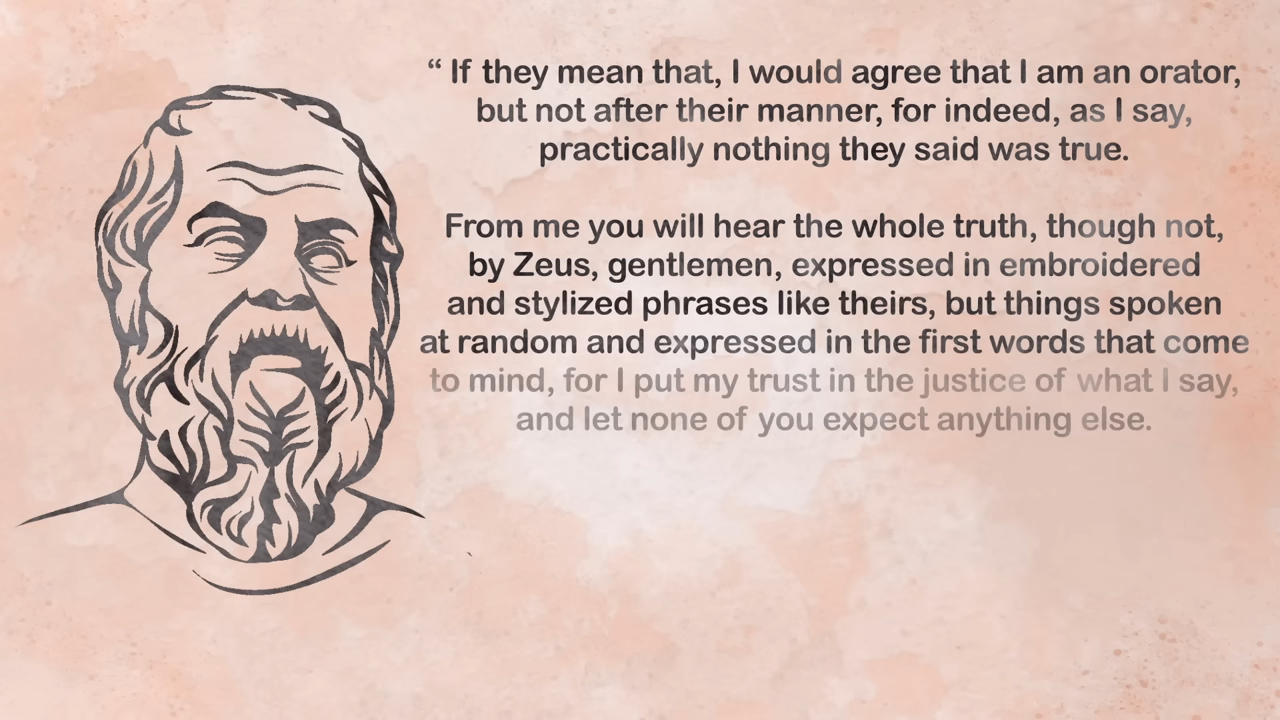 “ If they mean that, I would agree that I am an orator,
but not after their manner, for indeed, as I say,
practically nothing they said was true.
From me you will hear the whole truth, though not,
by Zeus, gentlemen, expressed in embroidered
and stylized phrases like theirs, but things spoken
at random and expressed in the first words that come
to mind, for I put my trust in the justice of what I say,
and let none of you expect anything else.